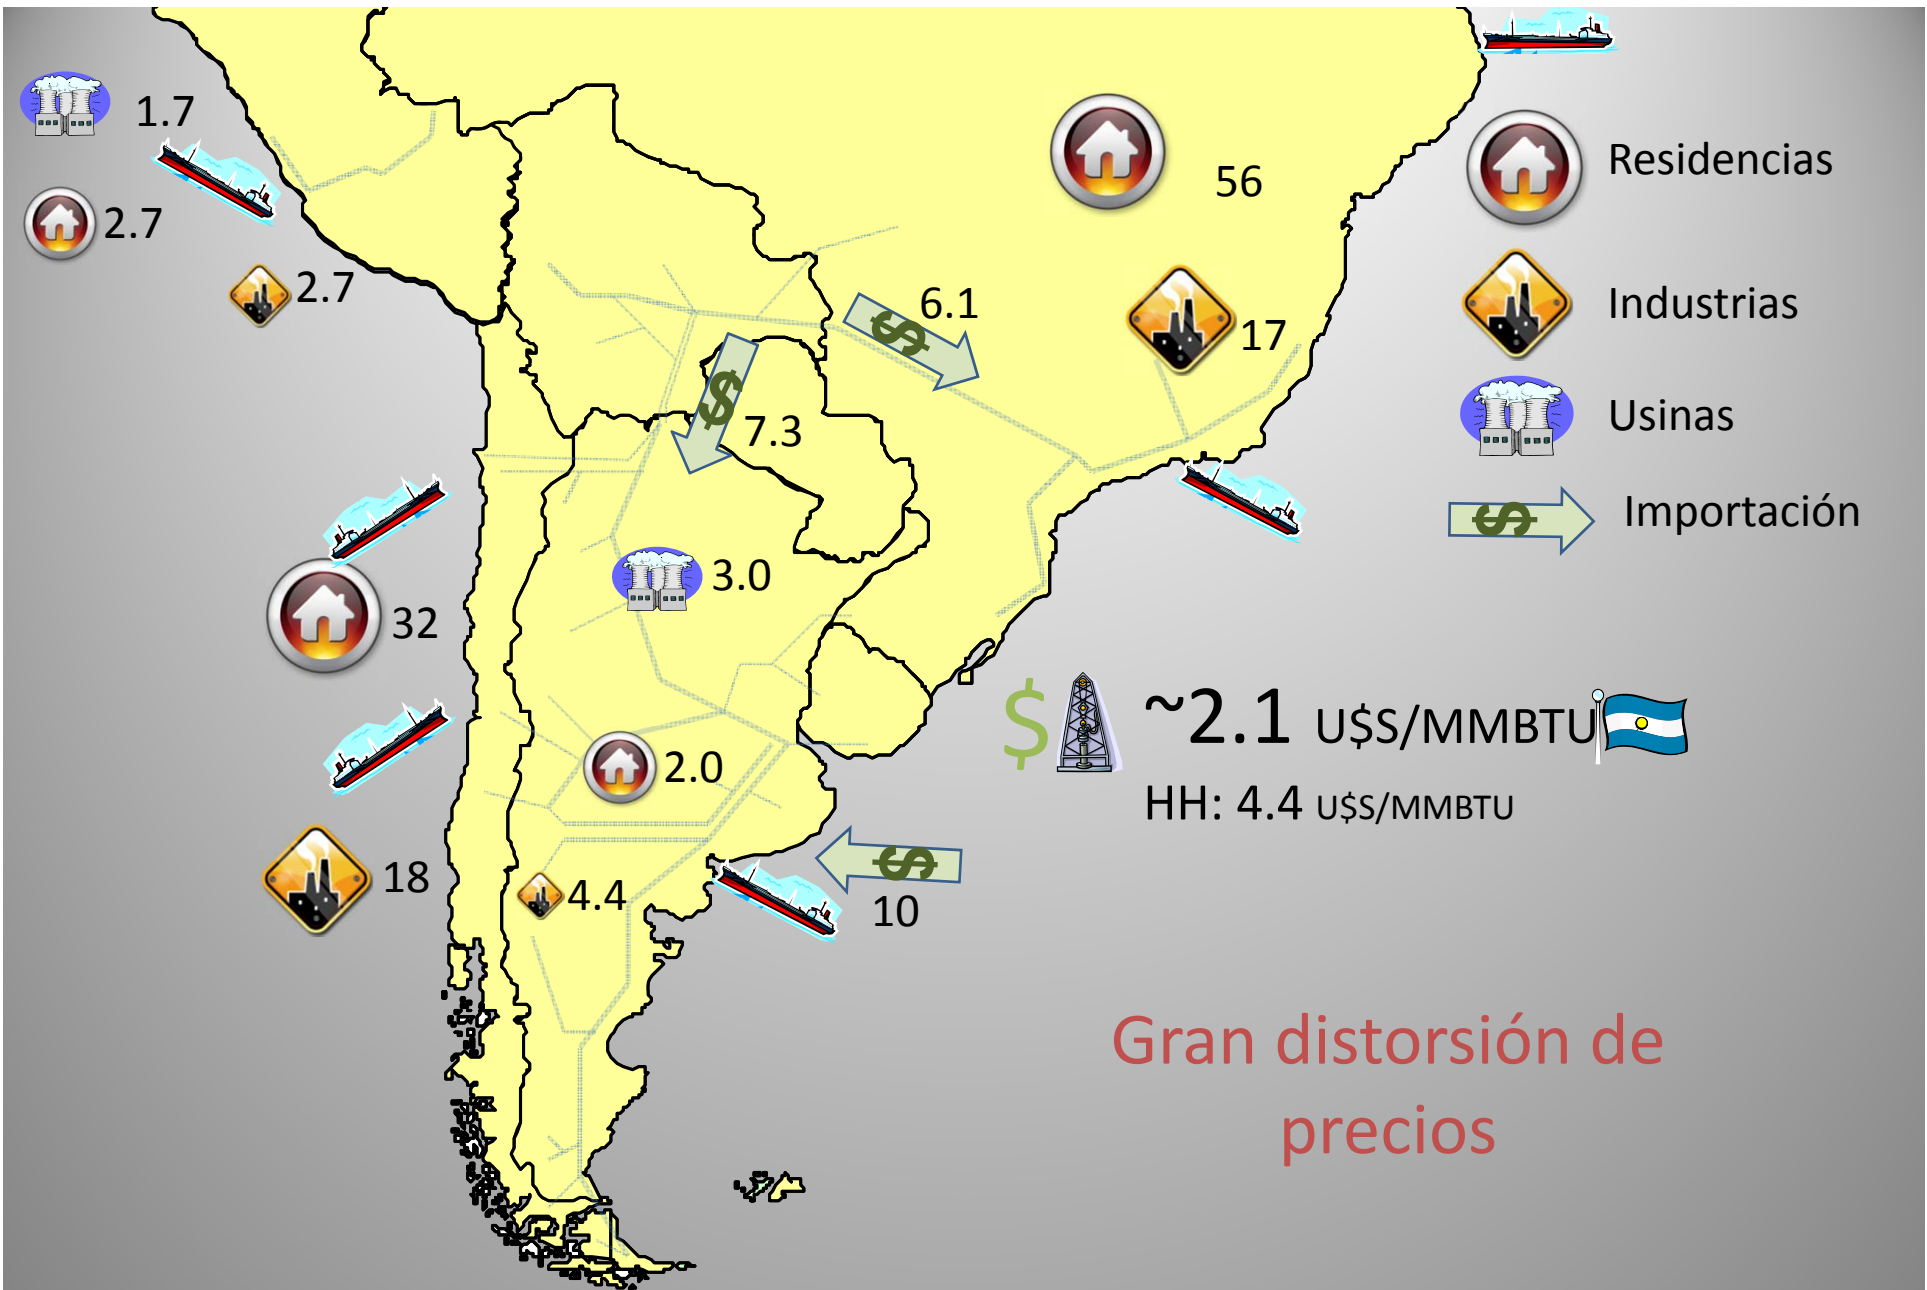 1.7
2.7
2.7
56
Residencias
6.1
17
Industrias
7.3
Usinas
Importación
3.0
32
$ ~2.1 U$S/MMBTU
2.0
HH: 4.4 U$S/MMBTU
18
4.4
10
$
$
$
$
Gran distorsión de
precios